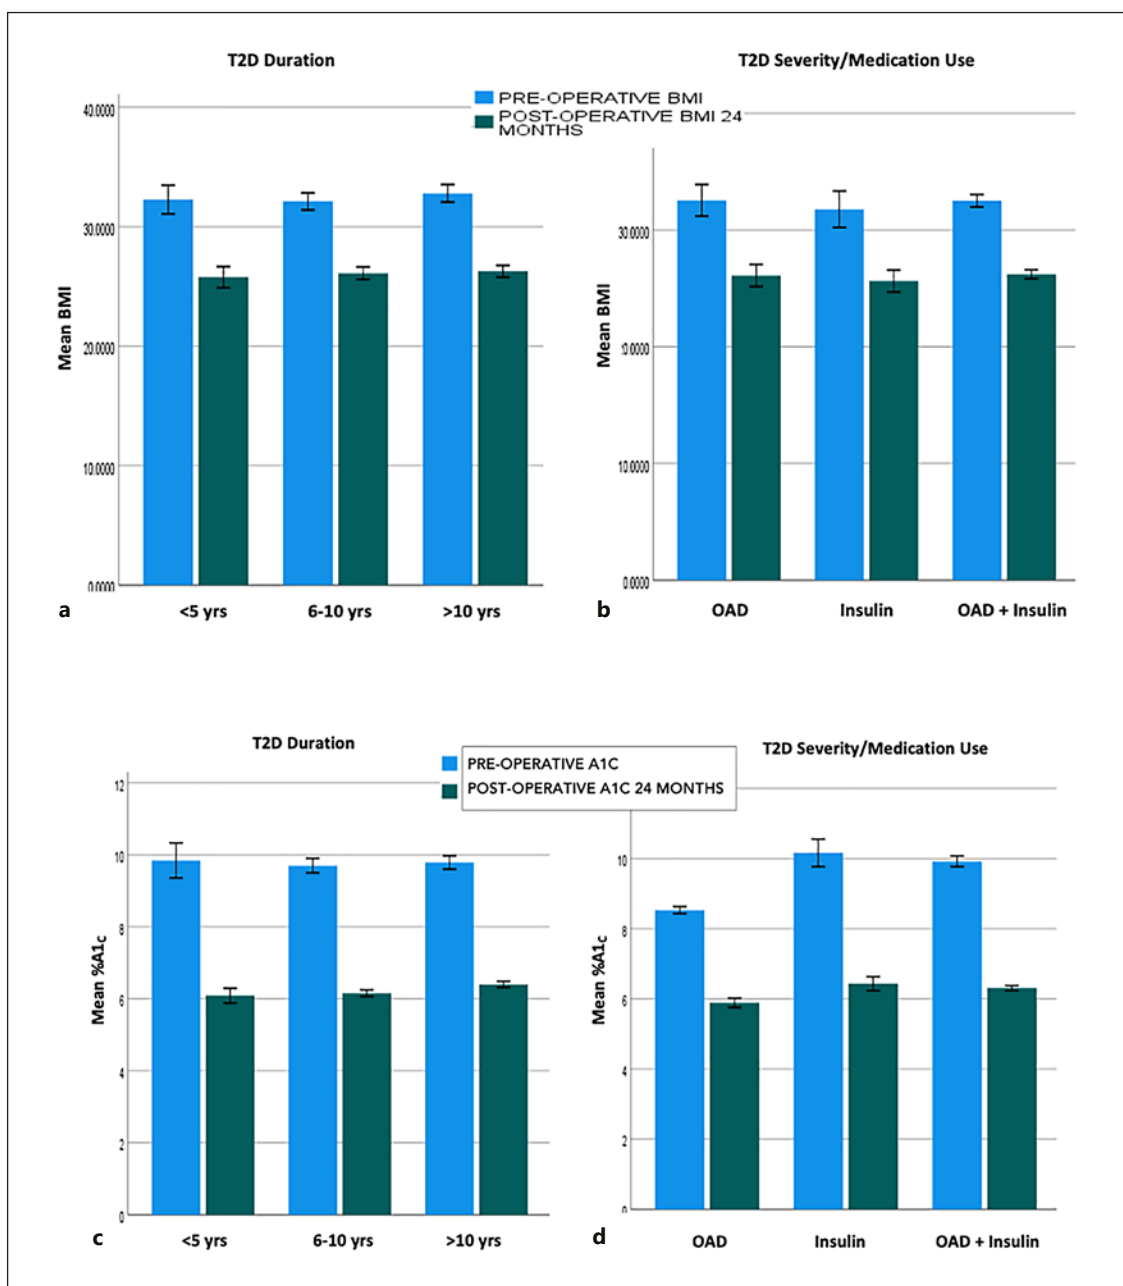 T2D Duration
T2D Severity/Medication Use
PRE-OPERATIVE BMI
POST-OPERATIVE BMI 24
MONTHS
Mean BMI
40.0000
30.0000
20.0000
10.0000
0.0000
<5 yrs
6-10 yrs
>10 yrs
a
Mean BMI
30.0000
10.0000
0.0000
OAD
Insulin
OAD + Insulin
b
T2D Duration
T2D Severity/Medication Use
PRE-OPERATIVE A1C
POST-OPERATIVE A1C 24 MONTHS
Mean %A1c
12
10
8
6
4
2
0
<5 yrs
6-10 yrs
>10 yrs
c
Mean %A1c
10
8
6
4
2
0
OAD
Insulin
OAD + Insulin
d